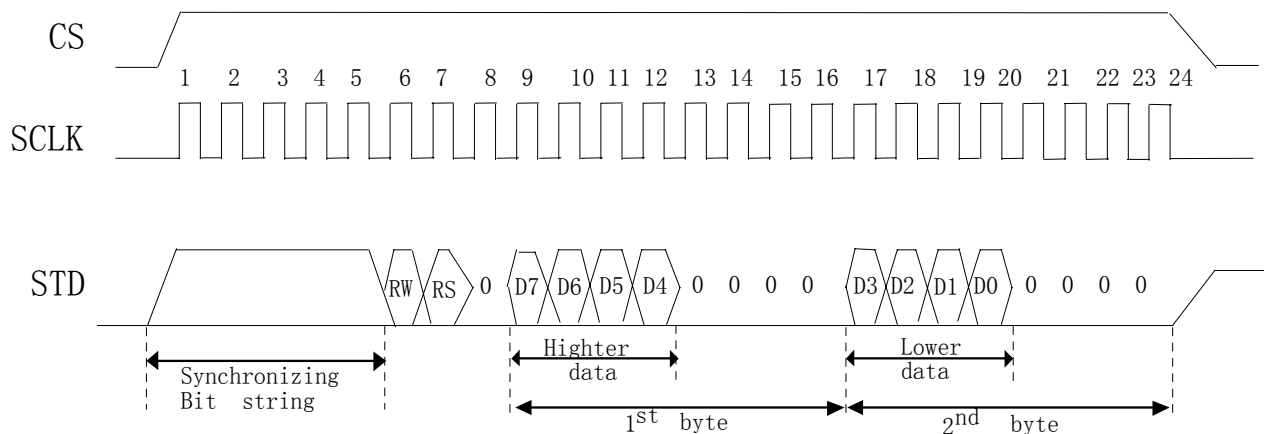 CS
1 2 3 4 5 6 7 8 9 10 11 12 13 14 15 16 17 18 19 20 21 22 23 24
SCLK
STD
RW RS 0 D7 D6 D5 D4 0 0 0 0 D3 D2 D1 D0 0 0 0 0
Highter
data
Lower
data
Synchronizing
Bit string
1st byte
2nd byte